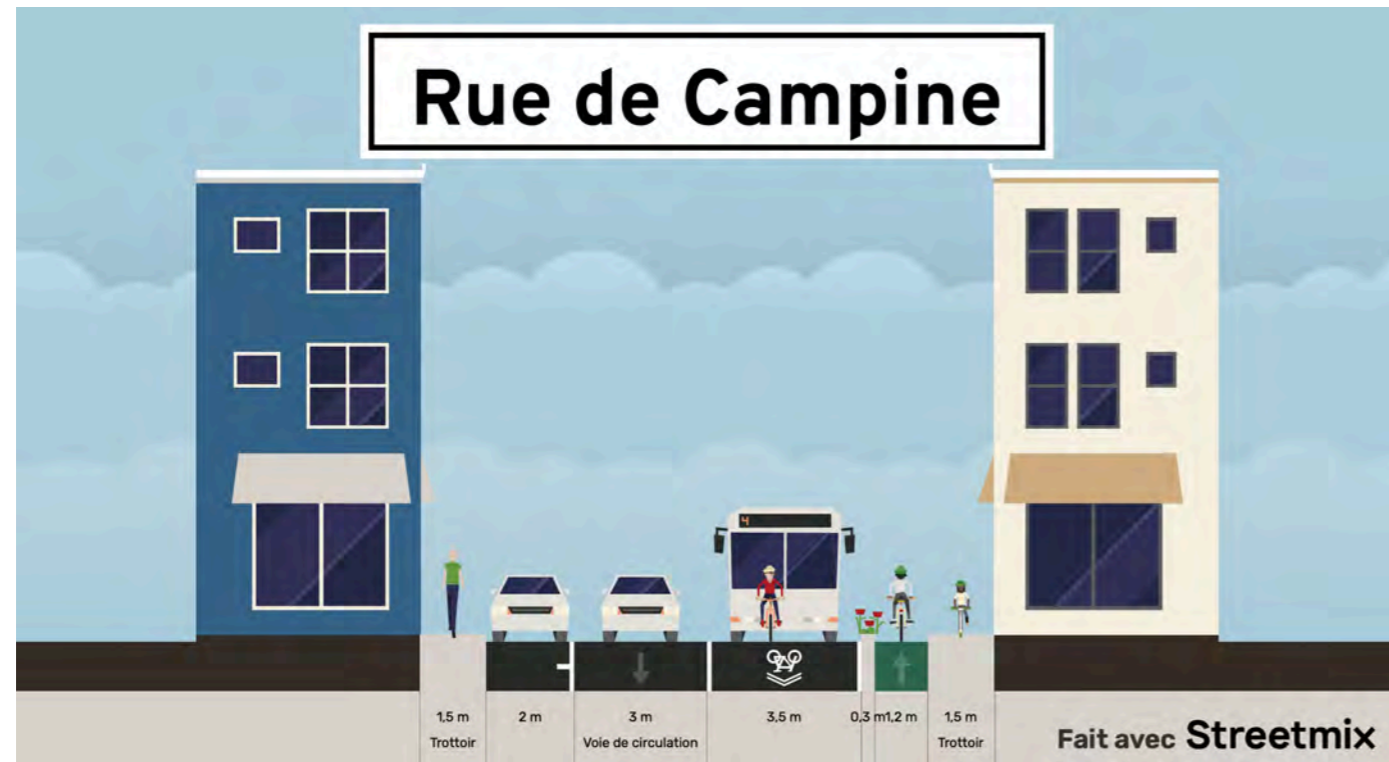 Rue de Campine
4
1,5 m
2 m
3 m
3,5 m
0,3 m
1,2 m
1,5 m
Trottoir
Voie de circulation
Trottoir
Fait avec Streetmix